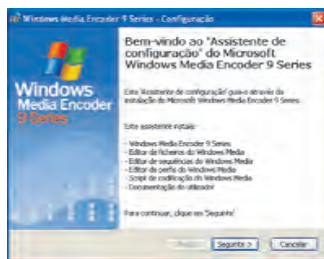 Windows Media Encoder 9 Series - Configuração
Bem-vindo ao "Assistente de
configuração" do Microsoft
Windows Media Encoder 9 Series
Windows
Media Encoder
9 Series
Este "Assistente de configuração" guia-o através da
instalação do Microsoft Windows Media Encoder 9 Series.
Este assistente instala:
- Windows Media Encoder 9 Series
- Editor de ficheiros do Windows Media
- Editor de sequências do Windows Media
- Editor de perfis do Windows Media
- Script de codificação do Windows Media
- Documentação do utilizador
Para continuar, clique em 'Seguinte'
Seguinte >
Cancelar